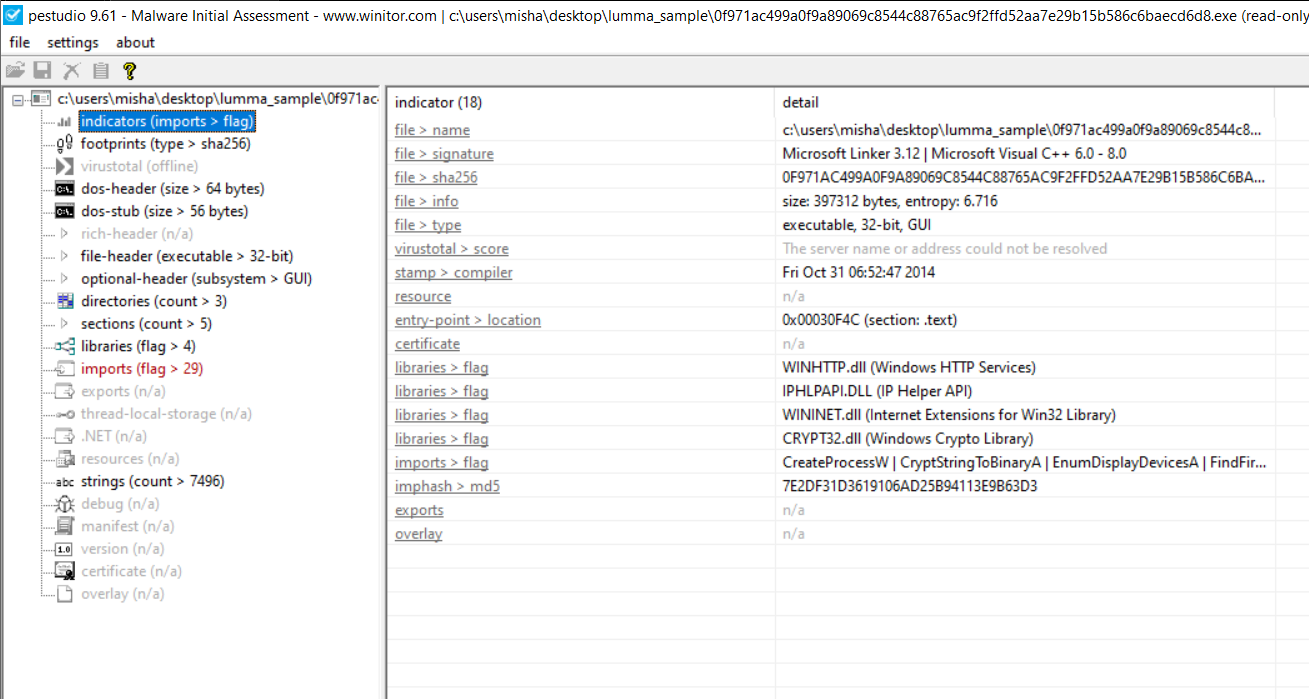 pestudio 9.61 - Malware Initial Assessment - www.winitor.com | c:\users\misha\desktop\lumma_sample\0f971ac499a0f9a89069c8544c88765ac9f2ffd52aa7e29b15b586c6baecd6d8.exe (read-only
file settings about
c:\users\misha\desktop\lumma_sample\0f971ac
indicators (imports > flag)
footprints (type > sha256)
virustotal (offline)
dos-header (size > 64 bytes)
dos-stub (size > 56 bytes)
rich-header (n/a)
file-header (executable > 32-bit)
optional-header (subsystem > GUI)
directories (count > 3)
sections (count > 5)
libraries (flag > 4)
imports (flag > 29)
exports (n/a)
thread-local-storage (n/a)
.NET (n/a)
resources (n/a)
abc strings (count > 7496)
debug (n/a)
manifest (n/a)
1.0 version (n/a)
certificate (n/a)
overlay (n/a)
indicator (18) detail
file > name c:\users\misha\desktop\lumma_sample\0f971ac499a0f9a89069c8544c8...
file > signature Microsoft Linker 3.12 | Microsoft Visual C++ 6.0 - 8.0
file > sha256 0F971AC499A0F9A89069C8544C88765AC9F2FFD52AA7E29B15B586C6BA...
file > info size: 397312 bytes, entropy: 6.716
file > type executable, 32-bit, GUI
virustotal > score The server name or address could not be resolved
stamp > compiler Fri Oct 31 06:52:47 2014
resource n/a
entry-point > location 0x00030F4C (section: .text)
certificate n/a
libraries > flag WINHTTP.dll (Windows HTTP Services)
libraries > flag IPHLPAPI.DLL (IP Helper API)
libraries > flag WININET.dll (Internet Extensions for Win32 Library)
libraries > flag CRYPT32.dll (Windows Crypto Library)
imports > flag CreateProcessW | CryptStringToBinaryA | EnumDisplayDevicesA | FindFir...
imphash > md5 7E2DF31D3619106AD25B94113E9B63D3
exports n/a
overlay n/a